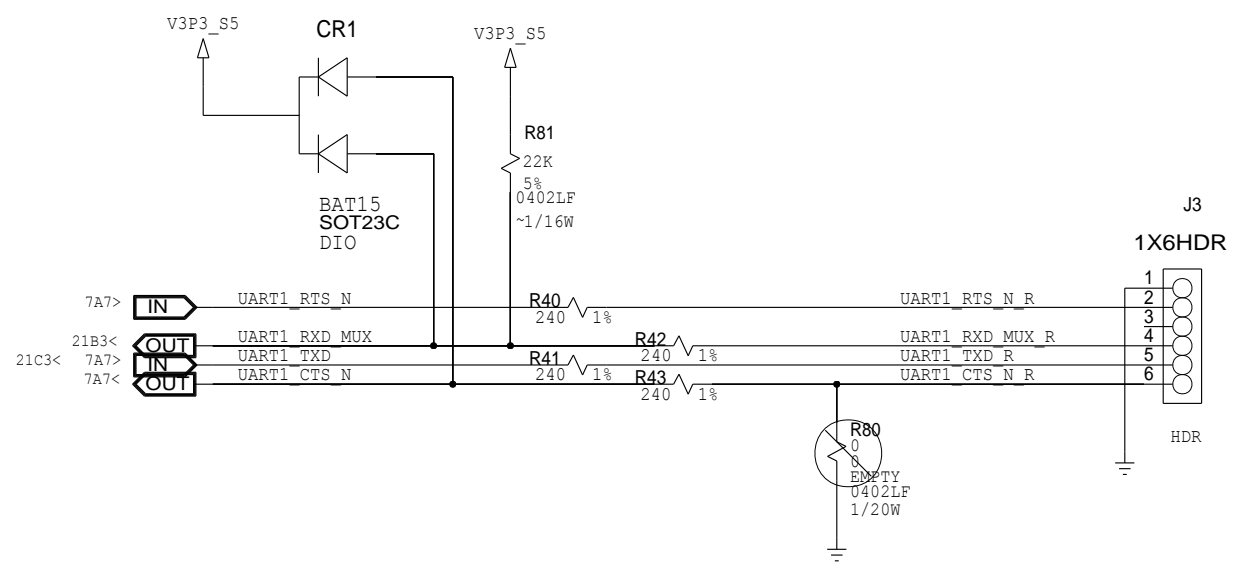 V3P3_S5
CR1
V3P3_S5
R81
22K
5%
0402LF
~1/16W
BAT15
SOT23C
DIO
J3
1X6HDR
7A7> IN UART1_RTS_N R40 240 1% UART1_RTS_N_R 1
2
3
21B3< OUT UART1_RXD_MUX R42 240 1% UART1_RXD_MUX_R 4
21C3< 7A7> IN UART1_TXD R41 240 1% UART1_TXD_R 5
7A7< OUT UART1_CTS_N R43 240 1% UART1_CTS_N_R 6
R80
0
0
EMPTY
0402LF
1/20W
HDR